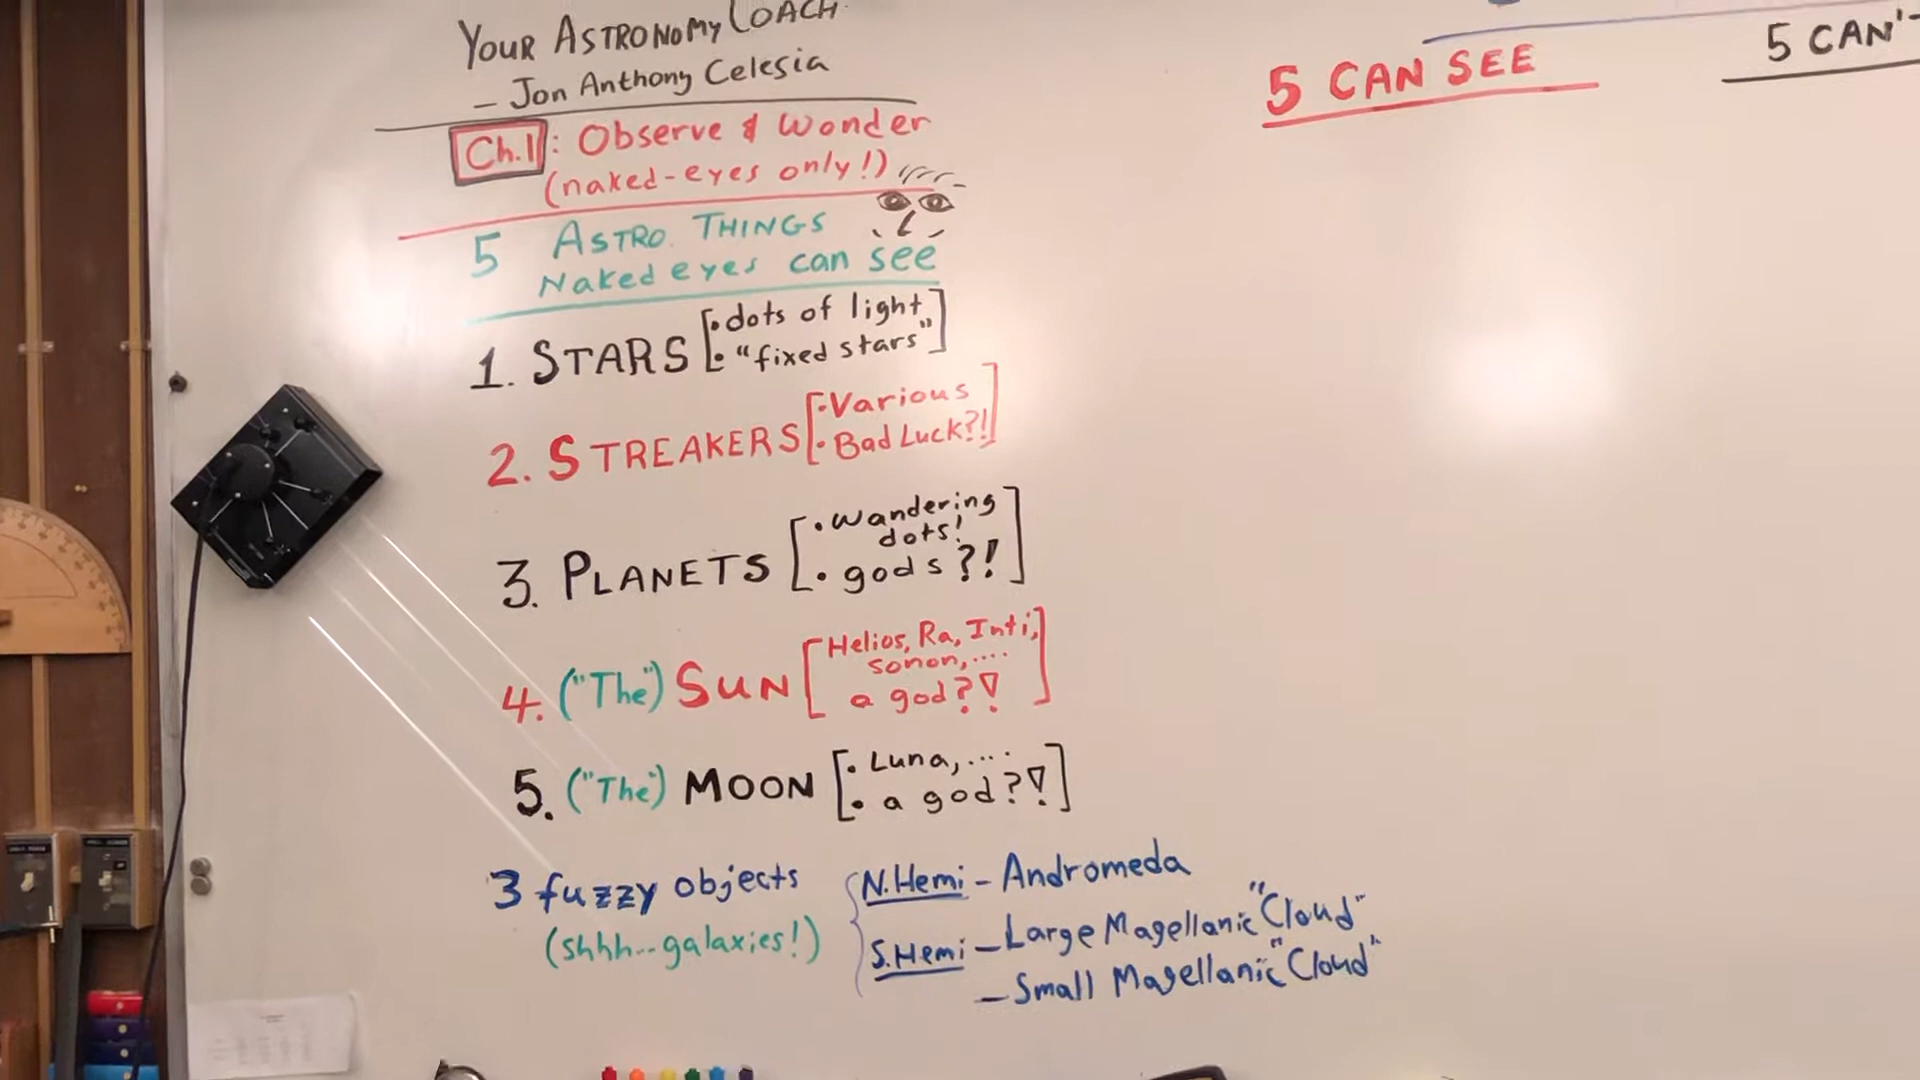 YOUR ASTRONOMY COACH
– Jon Anthony Celesia
Ch.1: Observe & Wonder
(naked-eyes only!)
5 ASTRO. THINGS
Naked eyes can see
1. STARS [• dots of light
• "fixed stars"]
2. STREAKERS [• Various
• Bad Luck?!]
3. PLANETS [• Wandering
dots!
• gods?!]
4. ("The") SUN [Helios, Ra, Inti,
sonon,....
a god?!]
5. ("The") MOON [• Luna,...
• a god?!]
3 fuzzy objects
(shhh...galaxies!)
N.Hemi – Andromeda
S.Hemi – Large Magellanic "Cloud"
– Small Magellanic "Cloud"
5 CAN SEE
5 CAN'